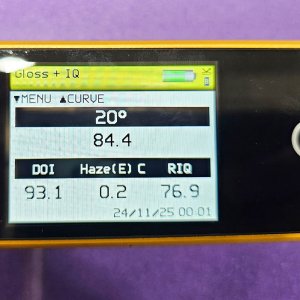 Gloss + IQ
▼MENU ▲CURVE
20°
84.4
DOI Haze(E) C RIQ
93.1 0.2 76.9
24/11/25 00:01